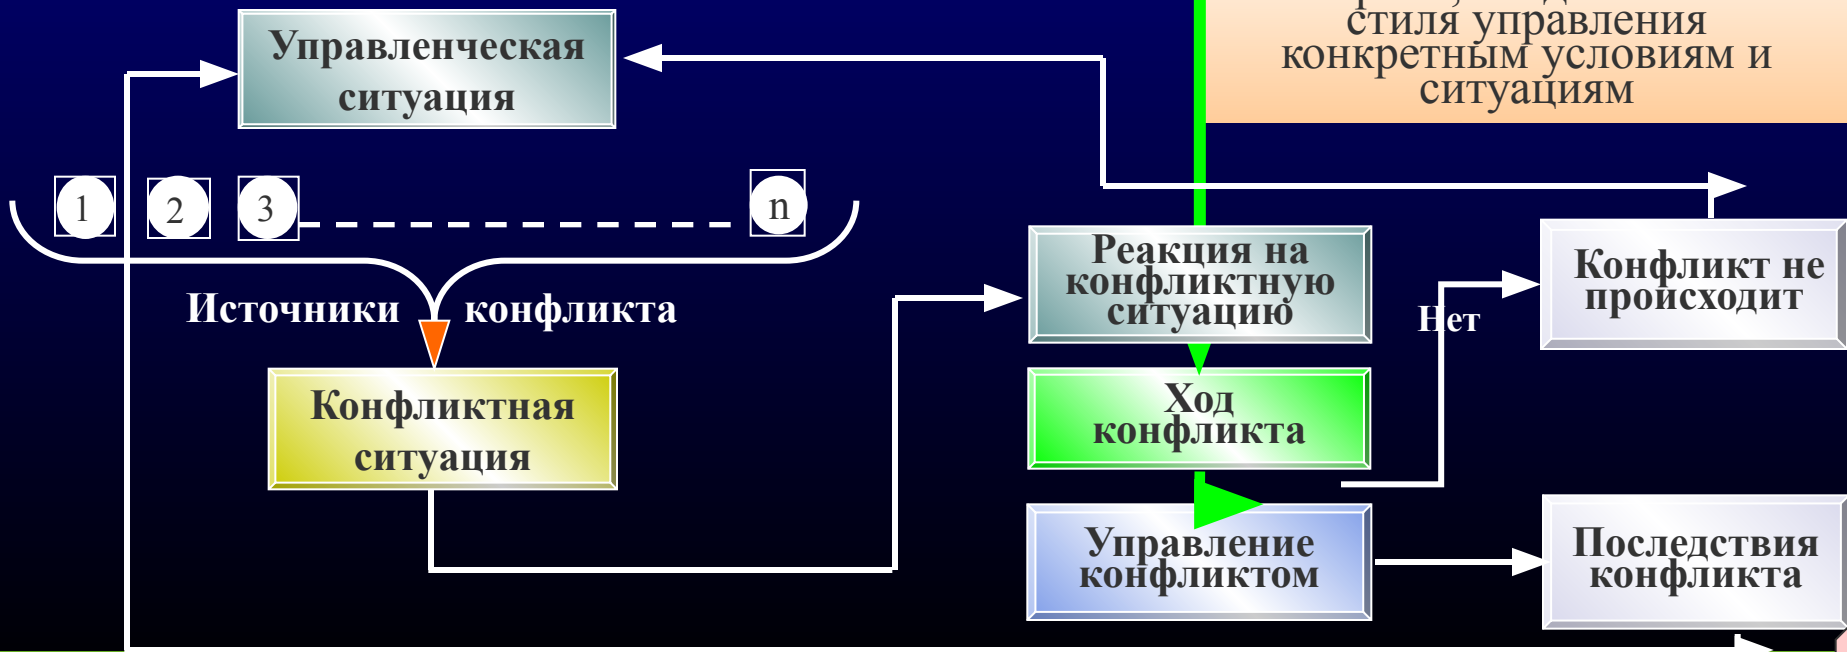 стиля управления
конкретным условиям и
ситуациям
Управленческая
ситуация
1 2 3 n
Источники конфликта
Конфликтная
ситуация
Реакция на
конфликтную
ситуацию
Ход
конфликта
Управление
конфликтом
Нет
Конфликт не
происходит
Последствия
конфликта